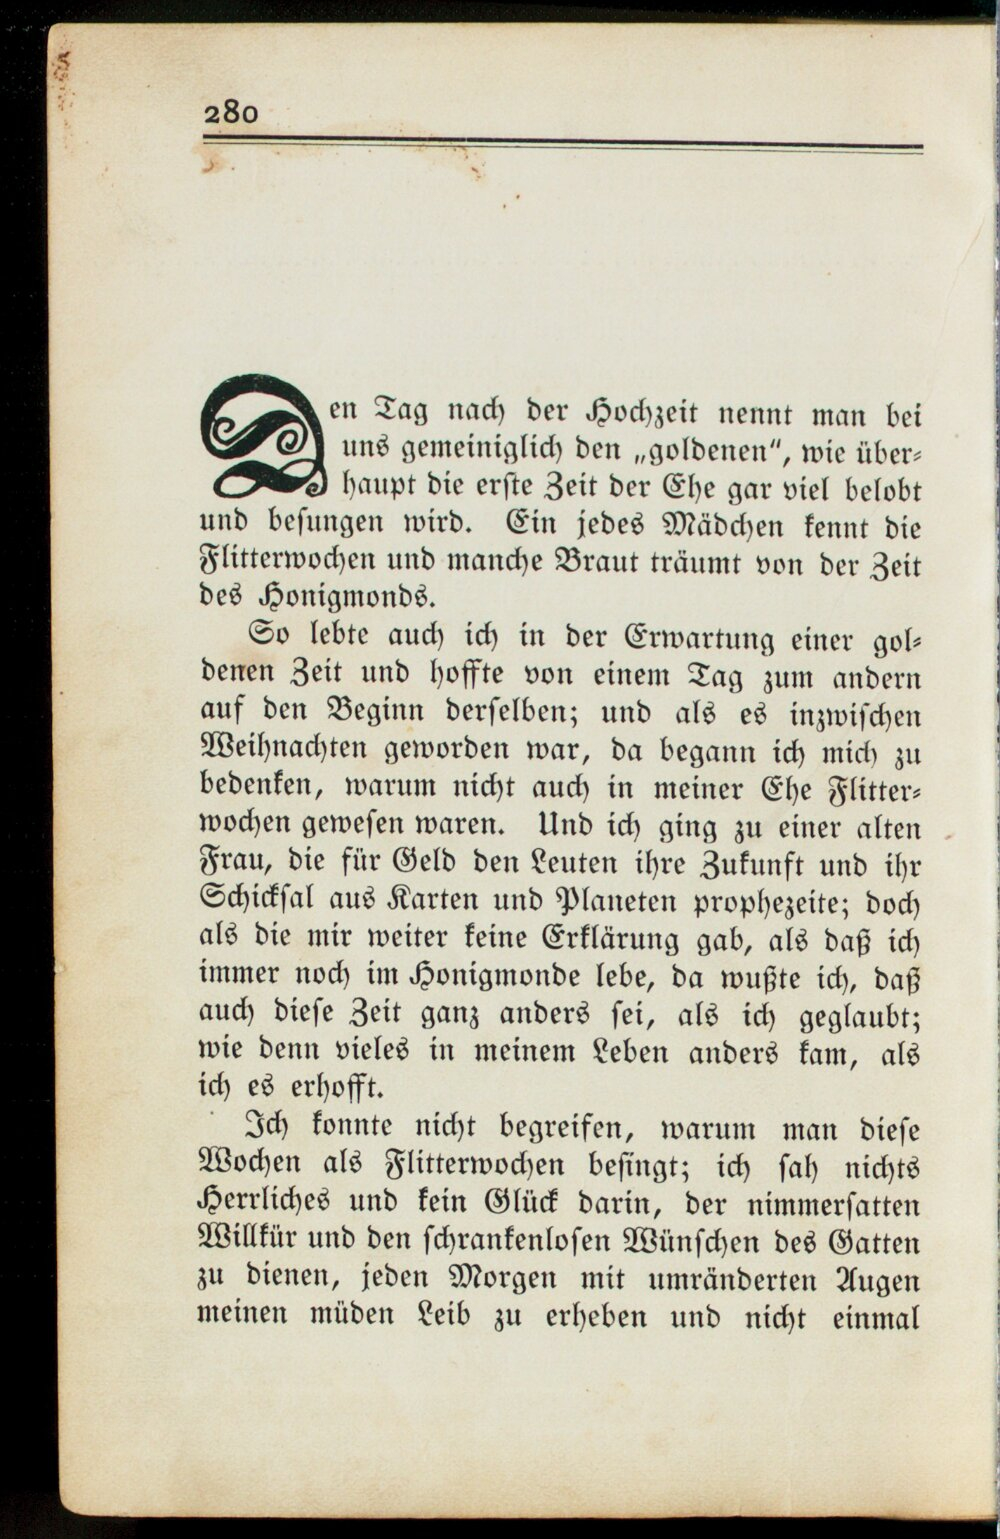 280
Den Tag nach der Hochzeit nennt man bei
uns gemeiniglich den „goldenen“, wie über-
haupt die erste Zeit der Ehe gar viel belobt
und besungen wird. Ein jedes Mädchen kennt die
Flitterwochen und manche Braut träumt von der Zeit
des Honigmonds.
So lebte auch ich in der Erwartung einer gol-
denen Zeit und hoffte von einem Tag zum andern
auf den Beginn derselben; und als es inzwischen
Weihnachten geworden war, da begann ich mich zu
bedenken, warum nicht auch in meiner Ehe Flitter-
wochen gewesen waren. Und ich ging zu einer alten
Frau, die für Geld den Leuten ihre Zukunft und ihr
Schicksal aus Karten und Planeten prophezeite; doch
als die mir weiter keine Erklärung gab, als daß ich
immer noch im Honigmonde lebe, da wußte ich, daß
auch diese Zeit ganz anders sei, als ich geglaubt;
wie denn vieles in meinem Leben anders kam, als
ich es erhofft.
Ich konnte nicht begreifen, warum man diese
Wochen als Flitterwochen besingt; ich sah nichts
Herrliches und kein Glück darin, der nimmersatten
Willkür und den schrankenlosen Wünschen des Gatten
zu dienen, jeden Morgen mit umränderten Augen
meinen müden Leib zu erheben und nicht einmal